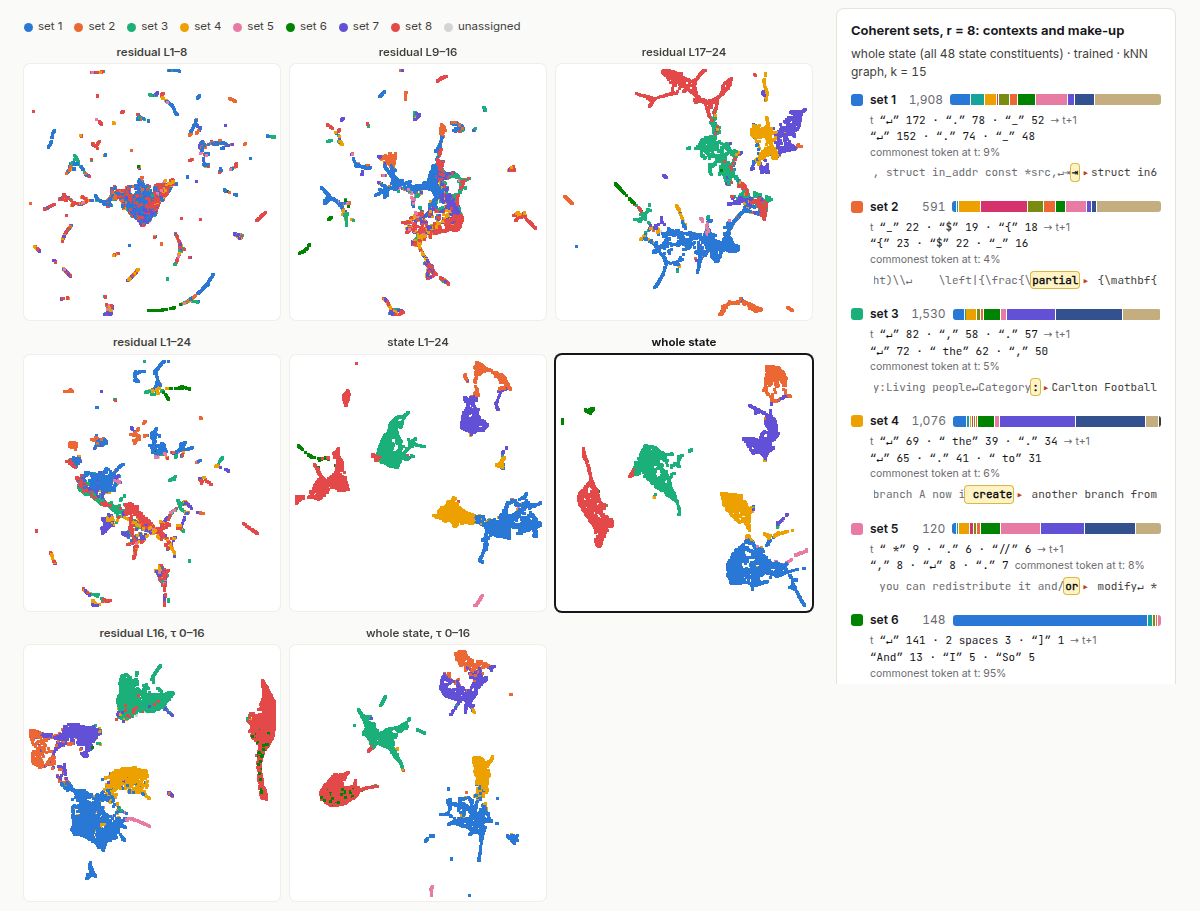 set 1 set 2 set 3 set 4 set 5 set 6 set 7 set 8 unassigned
residual L1–8
residual L9–16
residual L17–24
residual L1–24
state L1–24
whole state
residual L16, τ 0–16
whole state, τ 0–16
Coherent sets, r = 8: contexts and make-up
whole state (all 48 state constituents) · trained · kNN
graph, k = 15
set 1 1,908
t “↵” 172 · “.” 78 · “_” 52 → t+1
“↵” 152 · “.” 74 · “_” 48
commonest token at t: 9%
, struct in_addr const *src,↵⇥⇥ ▸ struct in6
set 2 591
t “_” 22 · “$” 19 · “{” 18 → t+1
“{” 23 · “$” 22 · “_” 16
commonest token at t: 4%
ht)\\↵ \left|{\frac{\partial ▸ {\mathbf{
set 3 1,530
t “↵” 82 · “,” 58 · “.” 57 → t+1
“↵” 72 · “ the” 62 · “,” 50
commonest token at t: 5%
y:Living people↵Category: ▸ Carlton Football
set 4 1,076
t “↵” 69 · “ the” 39 · “.” 34 → t+1
“↵” 65 · “.” 41 · “ to” 31
commonest token at t: 6%
branch A now i create ▸ another branch from
set 5 120
t “ *” 9 · “.” 6 · “//” 6 → t+1
“,” 8 · “↵” 8 · “.” 7 commonest token at t: 8%
you can redistribute it and/or ▸ modify↵ *
set 6 148
t “↵” 141 · 2 spaces 3 · “]” 1 → t+1
“And” 13 · “I” 5 · “So” 5
commonest token at t: 95%